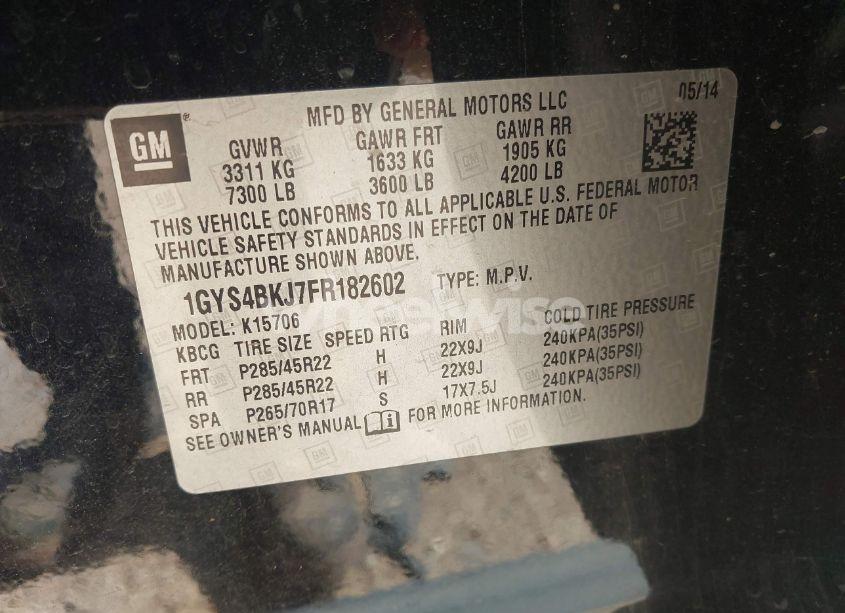 GM
MFD BY GENERAL MOTORS LLC
05/14
GVWR GAWR FRT GAWR RR
3311 KG 1633 KG 1905 KG
7300 LB 3600 LB 4200 LB
THIS VEHICLE CONFORMS TO ALL APPLICABLE U.S. FEDERAL MOTOR
VEHICLE SAFETY STANDARDS IN EFFECT ON THE DATE OF
MANUFACTURE SHOWN ABOVE.
1GYS4BKJ7FR182602 TYPE: M.P.V.
MODEL: K15706
KBCG TIRE SIZE SPEED RTG RIM COLD TIRE PRESSURE
FRT P285/45R22 H 22X9J 240KPA(35PSI)
RR P285/45R22 H 22X9J 240KPA(35PSI)
SPA P265/70R17 S 17X7.5J 240KPA(35PSI)
SEE OWNER'S MANUAL FOR MORE INFORMATION.